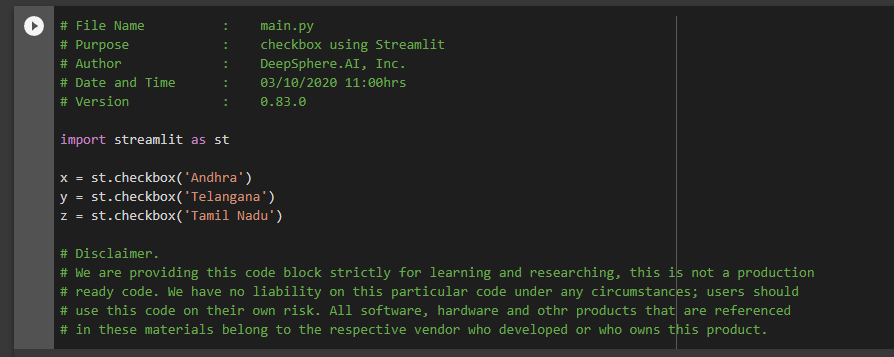 # File Name          :    main.py
# Purpose            :    checkbox using Streamlit
# Author             :    DeepSphere.AI, Inc.
# Date and Time      :    03/10/2020 11:00hrs
# Version            :    0.83.0
import streamlit as st
x = st.checkbox('Andhra')
y = st.checkbox('Telangana')
z = st.checkbox('Tamil Nadu')
# Disclaimer.
# We are providing this code block strictly for learning and researching, this is not a production
# ready code. We have no liability on this particular code under any circumstances; users should
# use this code on their own risk. All software, hardware and othr products that are referenced
# in these materials belong to the respective vendor who developed or who owns this product.